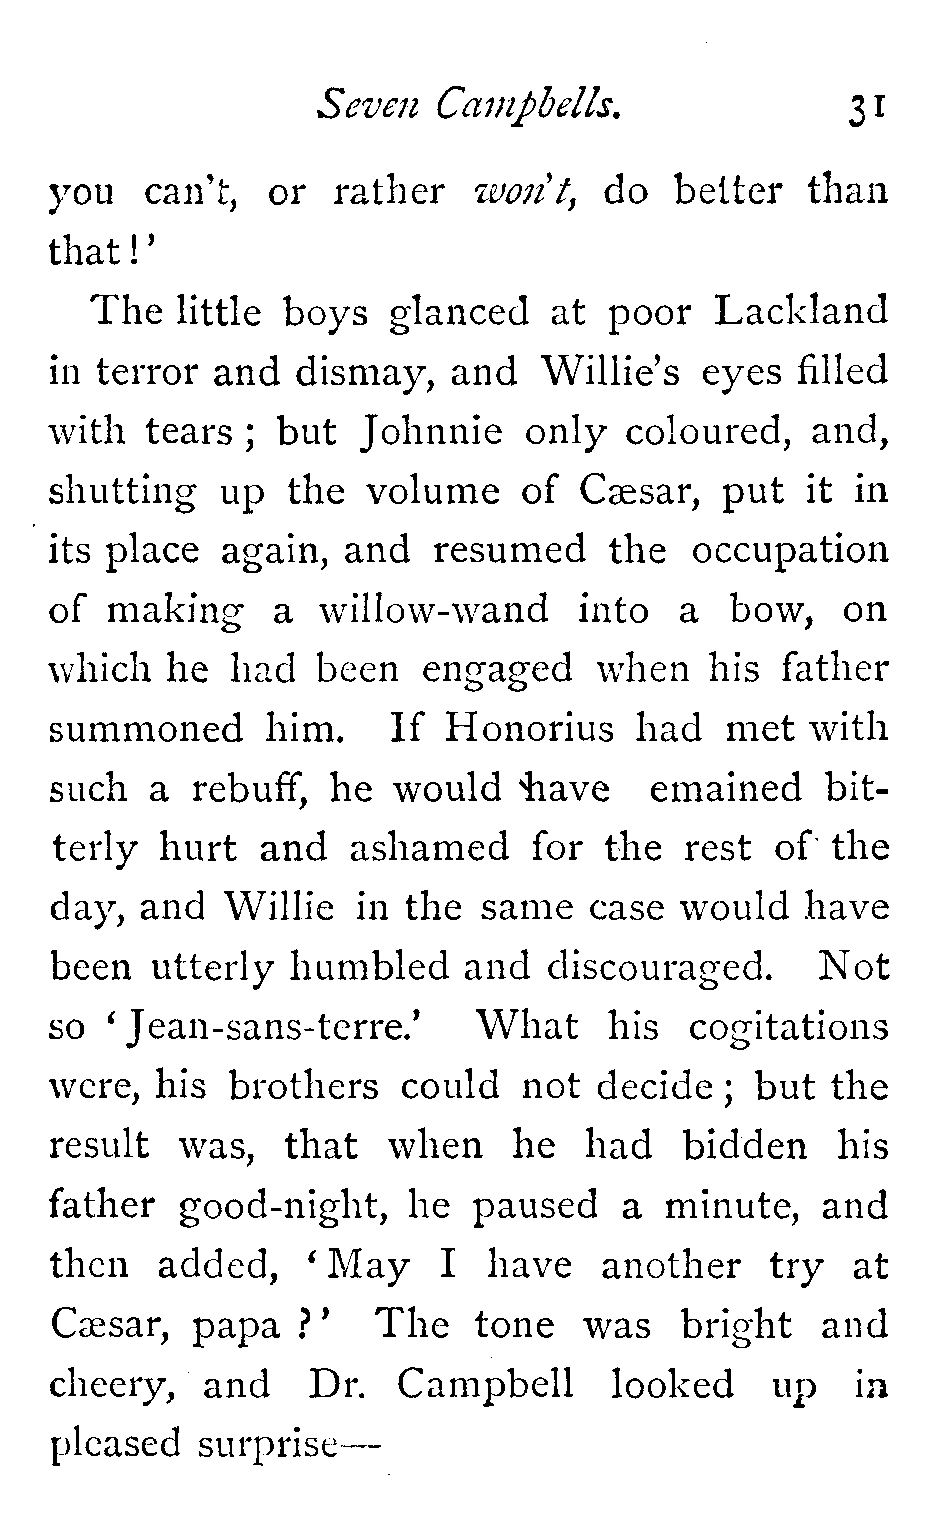 Seven Campbells. 31
you can't, or rather won't, do better than
that!'
The little boys glanced at poor Lackland
in terror and dismay, and Willie's eyes filled
with tears; but Johnnie only coloured, and,
shutting up the volume of Cæsar, put it in
its place again, and resumed the occupation
of making a willow-wand into a bow, on
which he had been engaged when his father
summoned him. If Honorius had met with
such a rebuff, he would have emained bit-
terly hurt and ashamed for the rest of the
day, and Willie in the same case would have
been utterly humbled and discouraged. Not
so 'Jean-sans-terre.' What his cogitations
were, his brothers could not decide; but the
result was, that when he had bidden his
father good-night, he paused a minute, and
then added, 'May I have another try at
Cæsar, papa?' The tone was bright and
cheery, and Dr. Campbell looked up in
pleased surprise—